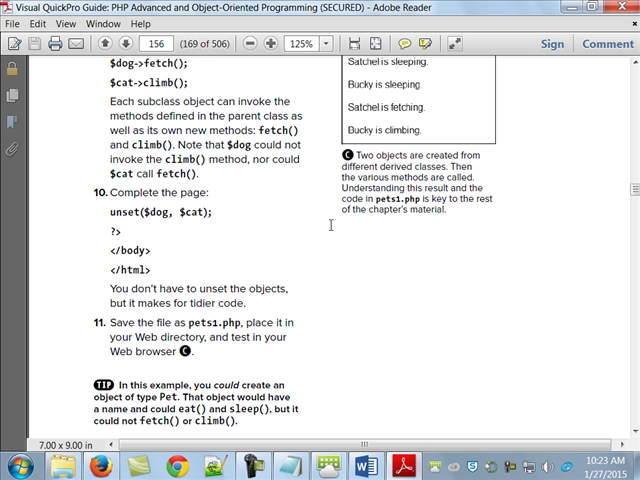 Visual QuickPro Guide: PHP Advanced and Object-Oriented Programming (SECURED) - Adobe Reader
File Edit View Window Help
156 (169 of 506) 125% Sign Comment
$dog->fetch();
$cat->climb();
Each subclass object can invoke the
methods defined in the parent class as
well as its own new methods: fetch()
and climb(). Note that $dog could not
invoke the climb() method, nor could
$cat call fetch().
10. Complete the page:
unset($dog, $cat);
?>
</body>
</html>
You don't have to unset the objects,
but it makes for tidier code.
11. Save the file as pets1.php, place it in
your Web directory, and test in your
Web browser C.
TIP In this example, you could create an
object of type Pet. That object would have
a name and could eat() and sleep(), but it
could not fetch() or climb().
Satchel is sleeping.
Bucky is sleeping.
Satchel is fetching.
Bucky is climbing.
C Two objects are created from
different derived classes. Then
the various methods are called.
Understanding this result and the
code in pets1.php is key to the rest
of the chapter's material.
7.00 x 9.00 in
10:23 AM
1/27/2015